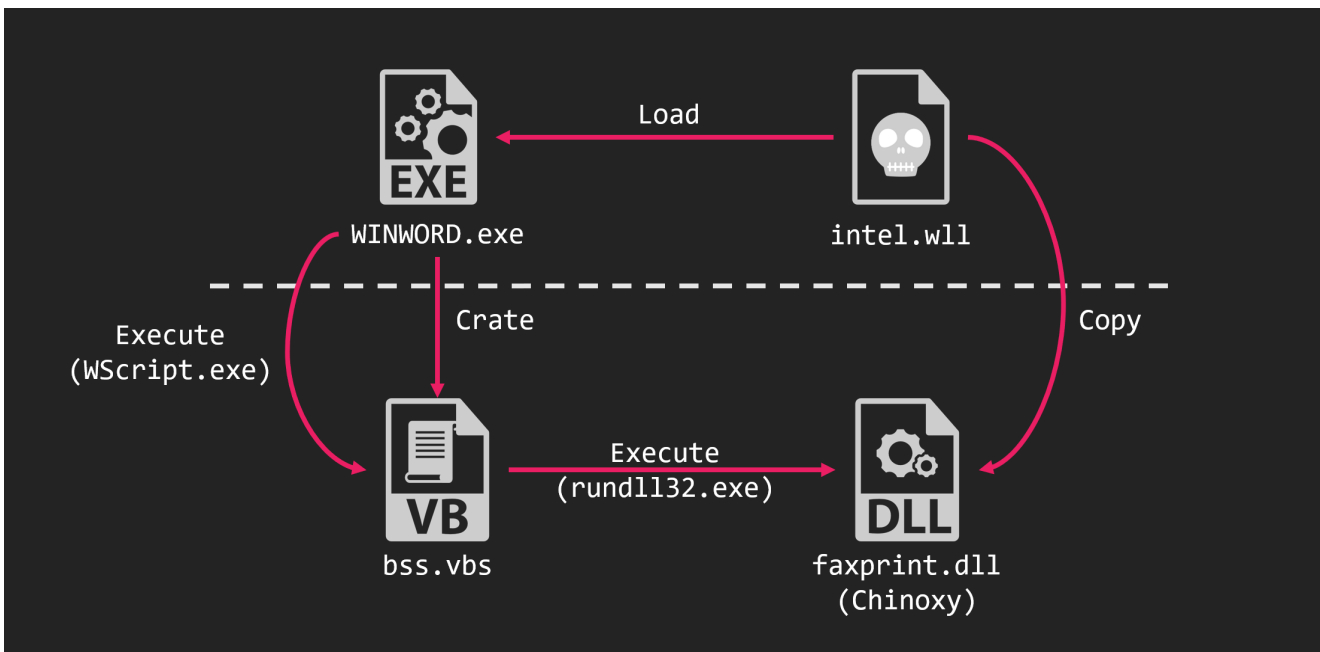 Load
EXE
WINWORD.exe
intel.wll
Execute
(WScript.exe)
Crate
Copy
Execute
(rundll32.exe)
VB
bss.vbs
DLL
faxprint.dll
(Chinoxy)